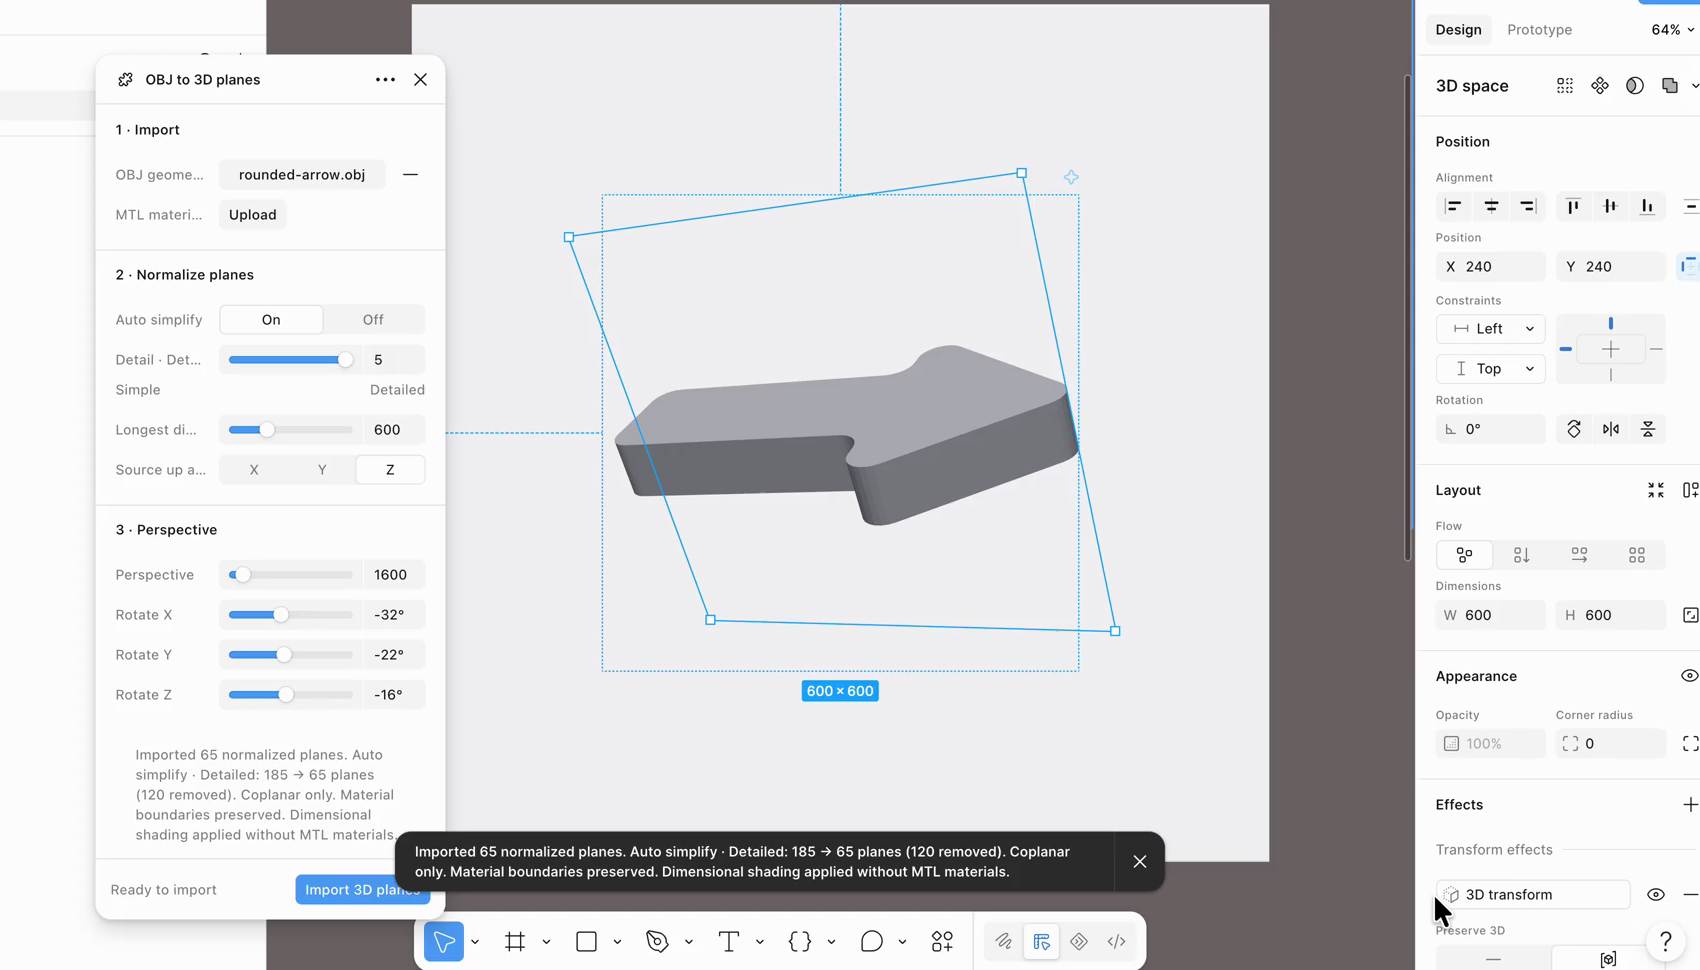 OBJ to 3D planes
1 · Import
OBJ geome...
rounded-arrow.obj
MTL materi...
Upload
2 · Normalize planes
Auto simplify
On
Off
Detail · Det...
5
Simple
Detailed
Longest di...
600
Source up a...
X
Y
Z
3 · Perspective
Perspective
1600
Rotate X
-32°
Rotate Y
-22°
Rotate Z
-16°
Imported 65 normalized planes. Auto
simplify · Detailed: 185 → 65 planes
(120 removed). Coplanar only. Material
boundaries preserved. Dimensional
shading applied without MTL materials.
Ready to import
Import 3D planes
600 × 600
Imported 65 normalized planes. Auto simplify · Detailed: 185 → 65 planes (120 removed). Coplanar
only. Material boundaries preserved. Dimensional shading applied without MTL materials.
Design
Prototype
64%
3D space
Position
Alignment
Position
X 240
Y 240
Constraints
Left
Top
Rotation
0°
Layout
Flow
Dimensions
W 600
H 600
Appearance
Opacity
Corner radius
100%
0
Effects
Transform effects
3D transform
Preserve 3D
?